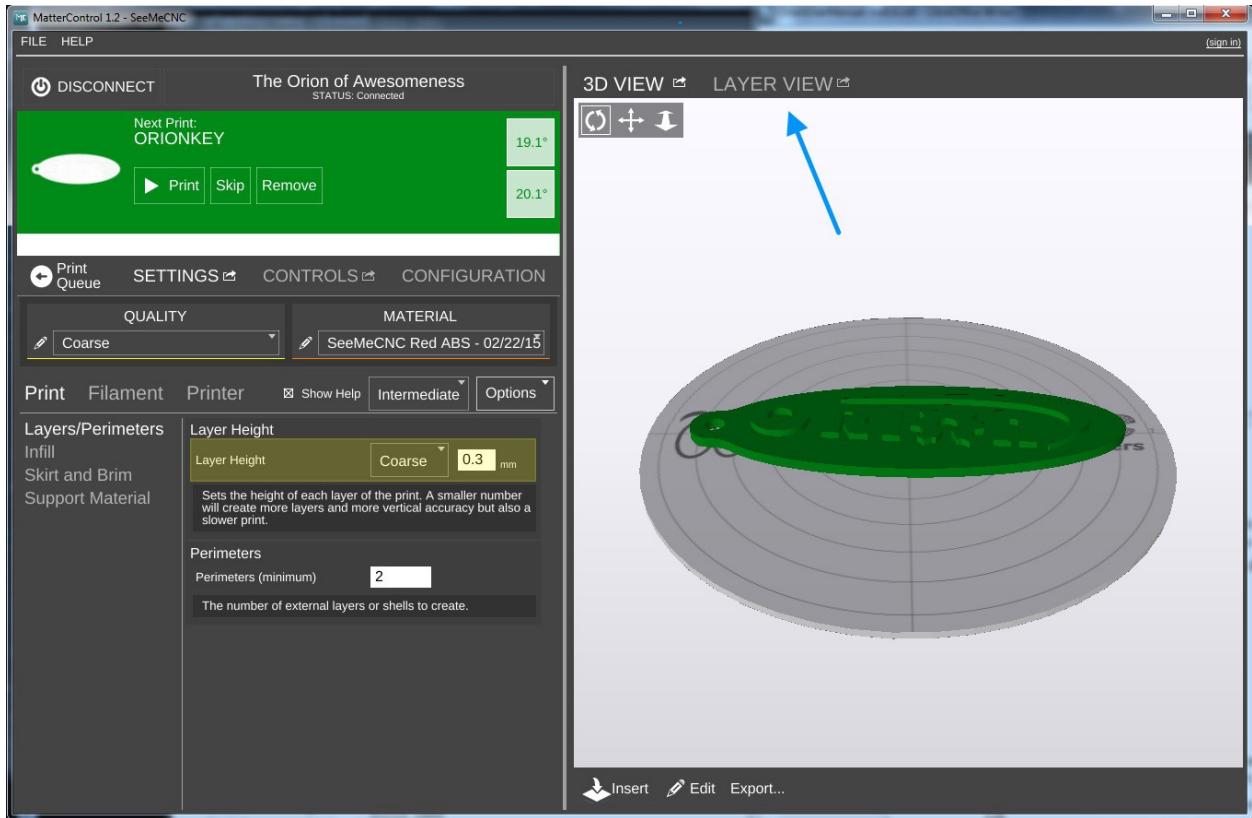 MatterControl 1.2 - SeeMeCNC
FILE HELP
(sign in)
DISCONNECT
The Orion of Awesomeness
STATUS: Connected
Next Print:
ORIONKEY
19.1°
Print Skip Remove
20.1°
Print
Queue
SETTINGS CONTROLS CONFIGURATION
QUALITY MATERIAL
Coarse SeeMeCNC Red ABS - 02/22/15
Print Filament Printer Show Help Intermediate Options
Layers/Perimeters
Infill
Skirt and Brim
Support Material
Layer Height
Layer Height Coarse 0.3 mm
Sets the height of each layer of the print. A smaller number
will create more layers and more vertical accuracy but also a
slower print.
Perimeters
Perimeters (minimum) 2
The number of external layers or shells to create.
3D VIEW LAYER VIEW
Insert Edit Export...